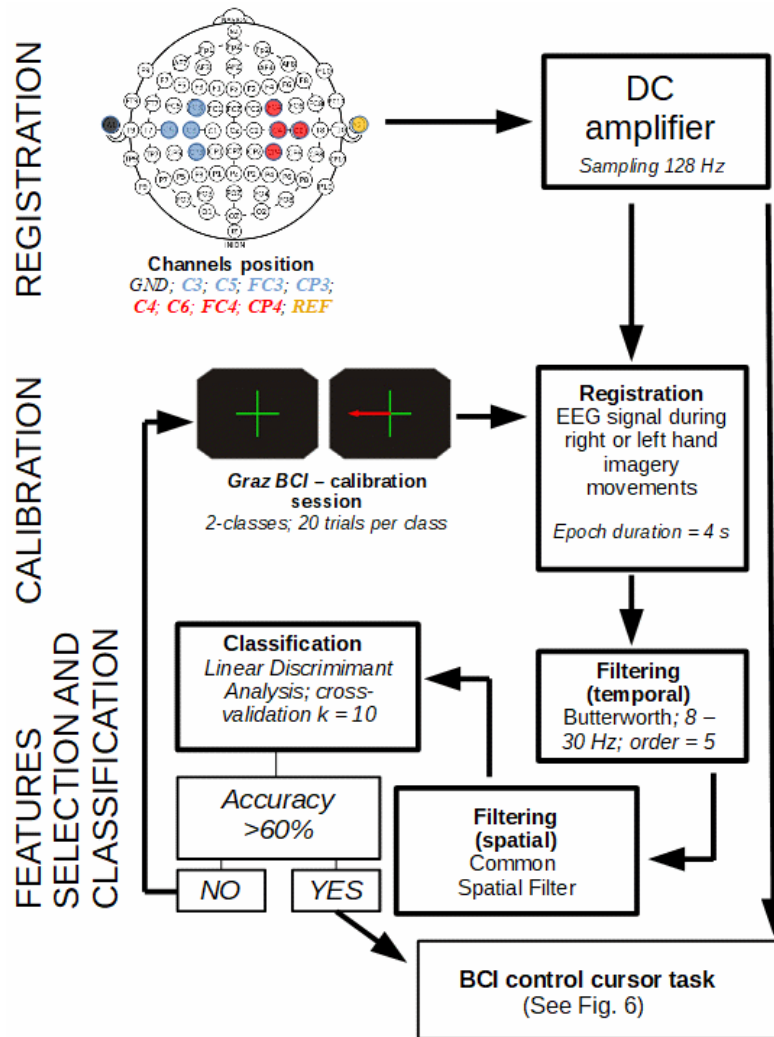 REGISTRATION
NASION
INION
Channels position
GND; C3; C5; FC3; CP3;
C4; C6; FC4; CP4; REF
DC
amplifier
Sampling 128 Hz
CALIBRATION
Graz BCI – calibration
session
2-classes; 20 trials per class
Registration
EEG signal during
right or left hand
imagery
movements
Epoch duration = 4 s
FEATURES
SELECTION AND
CLASSIFICATION
Classification
Linear Discrimimant
Analysis; cross-
validation k = 10
Filtering
(temporal)
Butterworth; 8 –
30 Hz; order = 5
Accuracy
>60%
NO
YES
Filtering
(spatial)
Common
Spatial Filter
BCI control cursor task
(See Fig. 6)